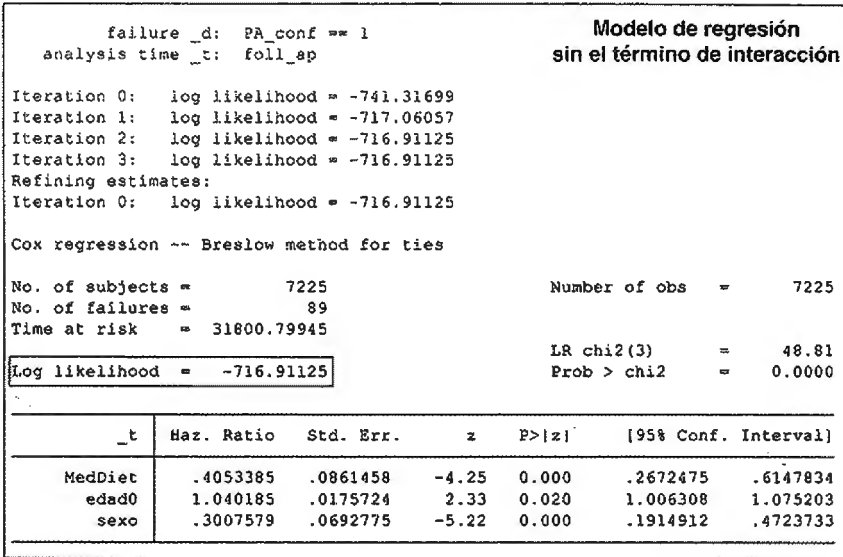 failure _d: PA_conf == 1
analysis time _t: foll_ap
Modelo de regresión
sin el término de interacción
Iteration 0: log likelihood = -741.31699
Iteration 1: log likelihood = -717.06057
Iteration 2: log likelihood = -716.91125
Iteration 3: log likelihood = -716.91125
Refining estimates:
Iteration 0: log likelihood = -716.91125
Cox regression -- Breslow method for ties
No. of subjects = 7225 Number of obs = 7225
No. of failures = 89
Time at risk = 31800.79945
LR chi2(3) = 48.81
Log likelihood = -716.91125 Prob > chi2 = 0.0000
_t Haz. Ratio Std. Err. z P>|z| [95% Conf. Interval]
MedDiet .4053385 .0861458 -4.25 0.000 .2672475 .6147834
edad0 1.040185 .0175724 2.33 0.020 1.006308 1.075203
sexo .3007579 .0692775 -5.22 0.000 .1914912 .4723733